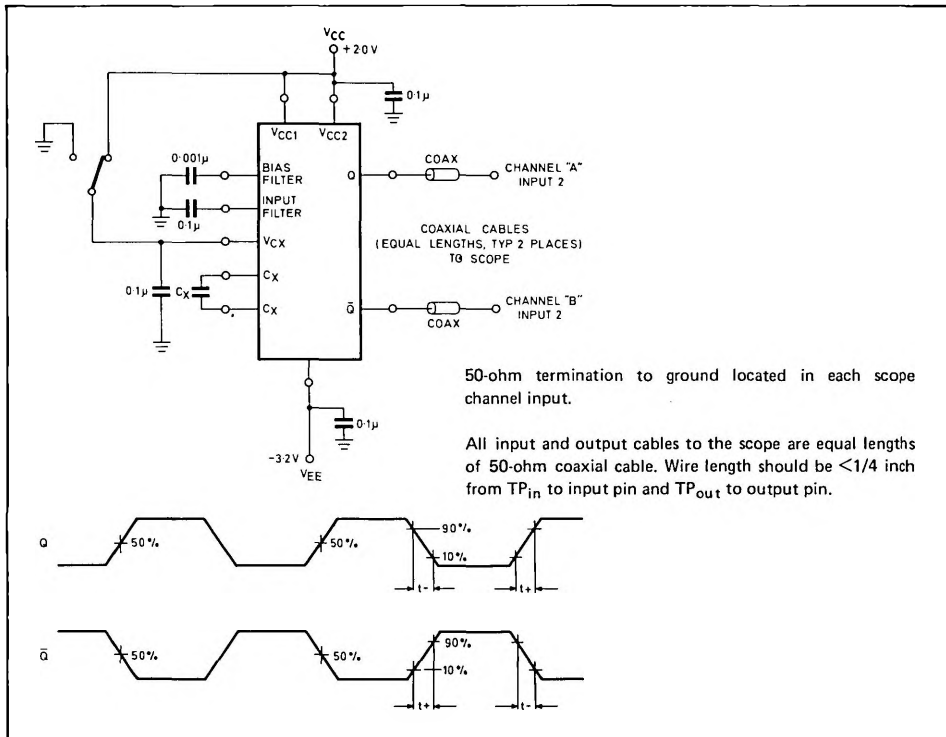 VCC
+2.0V
0.1µ
VCC1 VCC2
0.001µ
BIAS
FILTER
INPUT
FILTER
0.1µ
VCX
0.1µ
CX
CX
CX
Q
COAX
CHANNEL "A"
INPUT 2
COAXIAL CABLES
(EQUAL LENGTHS, TYP 2 PLACES)
TO SCOPE
Q̅
COAX
CHANNEL "B"
INPUT 2
0.1µ
-3.2V
VEE
50-ohm termination to ground located in each scope
channel input.
All input and output cables to the scope are equal lengths
of 50-ohm coaxial cable. Wire length should be <1/4 inch
from TPin to input pin and TPout to output pin.
Q
50%
50%
90%
10%
t-
t+
Q̅
50%
50%
90%
10%
t+
t-